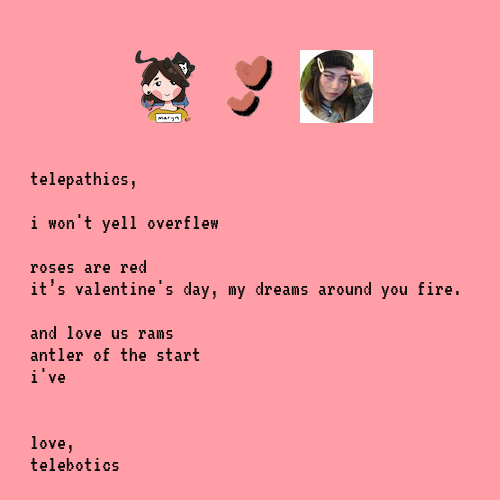 maryn
telepathics,
i won't yell overflew
roses are red
it's valentine's day, my dreams around you fire.
and love us rams
antler of the start
i've
love,
telebotics